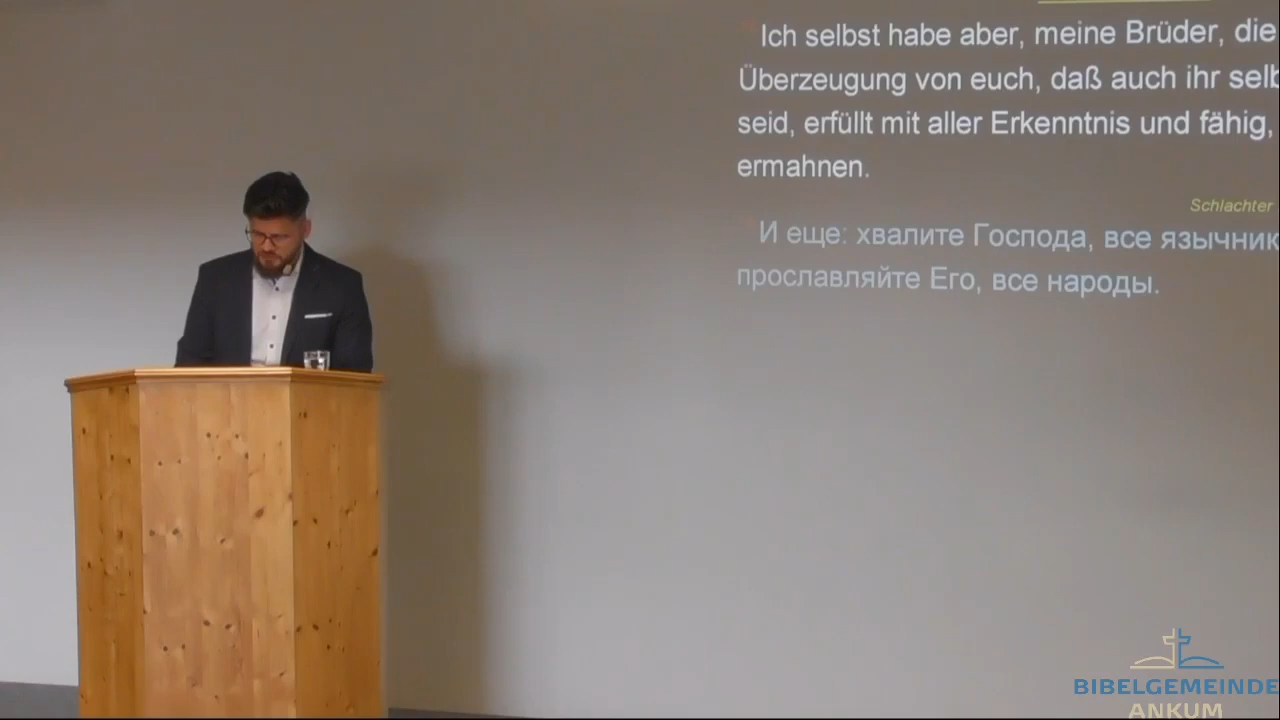 Ich selbst habe aber, meine Brüder, die
Überzeugung von euch, daß auch ihr selb
seid, erfüllt mit aller Erkenntnis und fähig,
ermahnen.
Schlachter
И еще: хвалите Господа, все язычник
прославляйте Его, все народы.
BIBELGEMEINDE
ANKUM